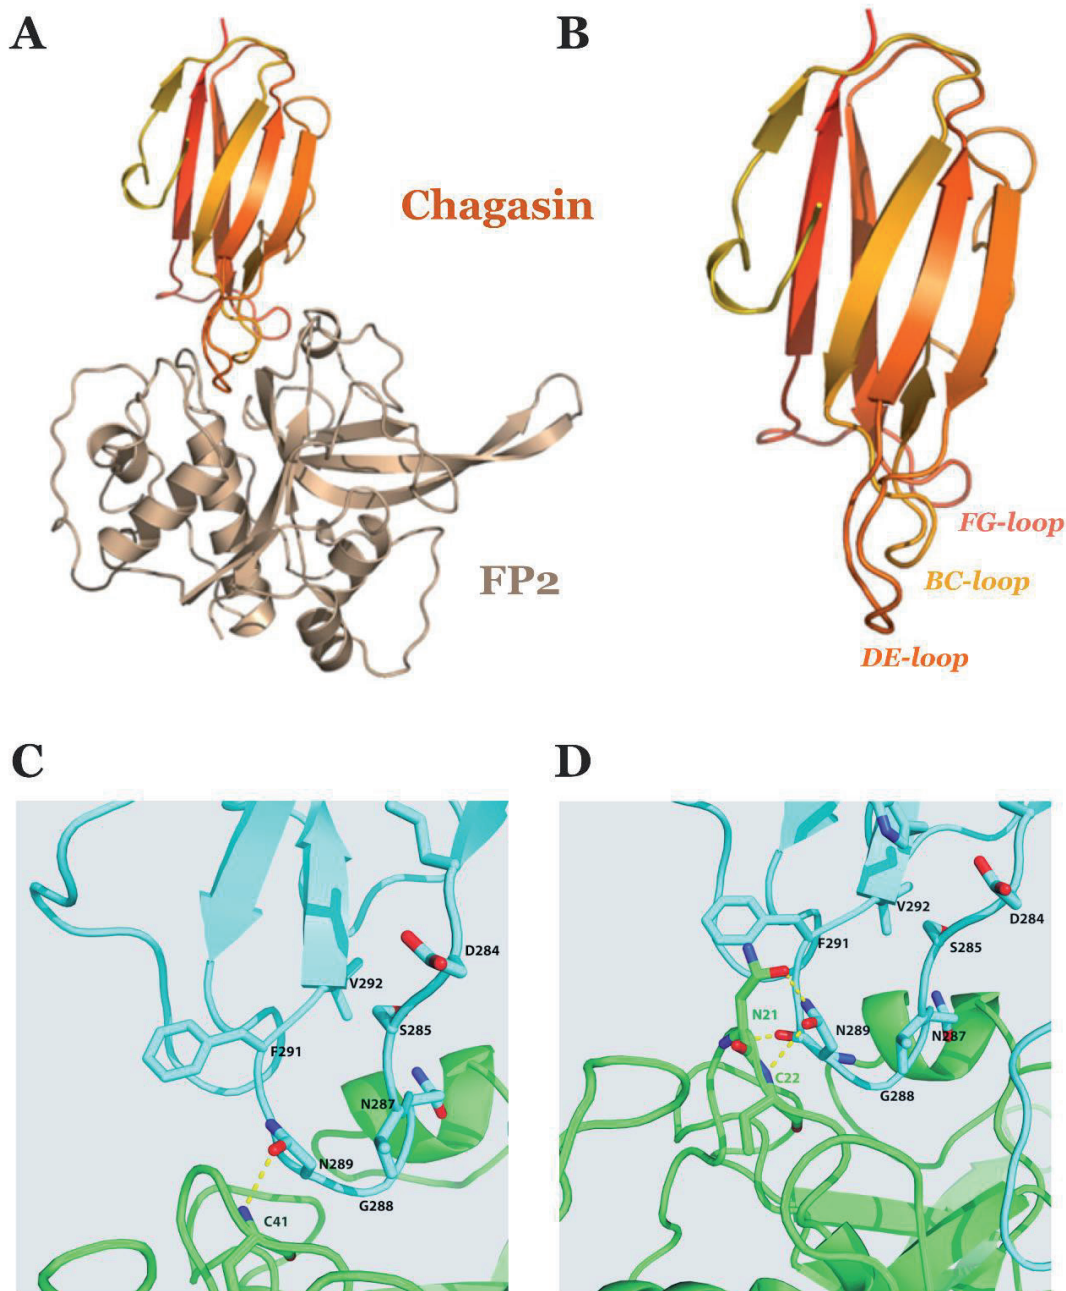 A
B
Chagasin
FP2
FG-loop
BC-loop
DE-loop
C
D
V292
D284
S285
F291
N287
N289
G288
C41
V292
D284
F291
S285
N21
N289
N287
C22
G288